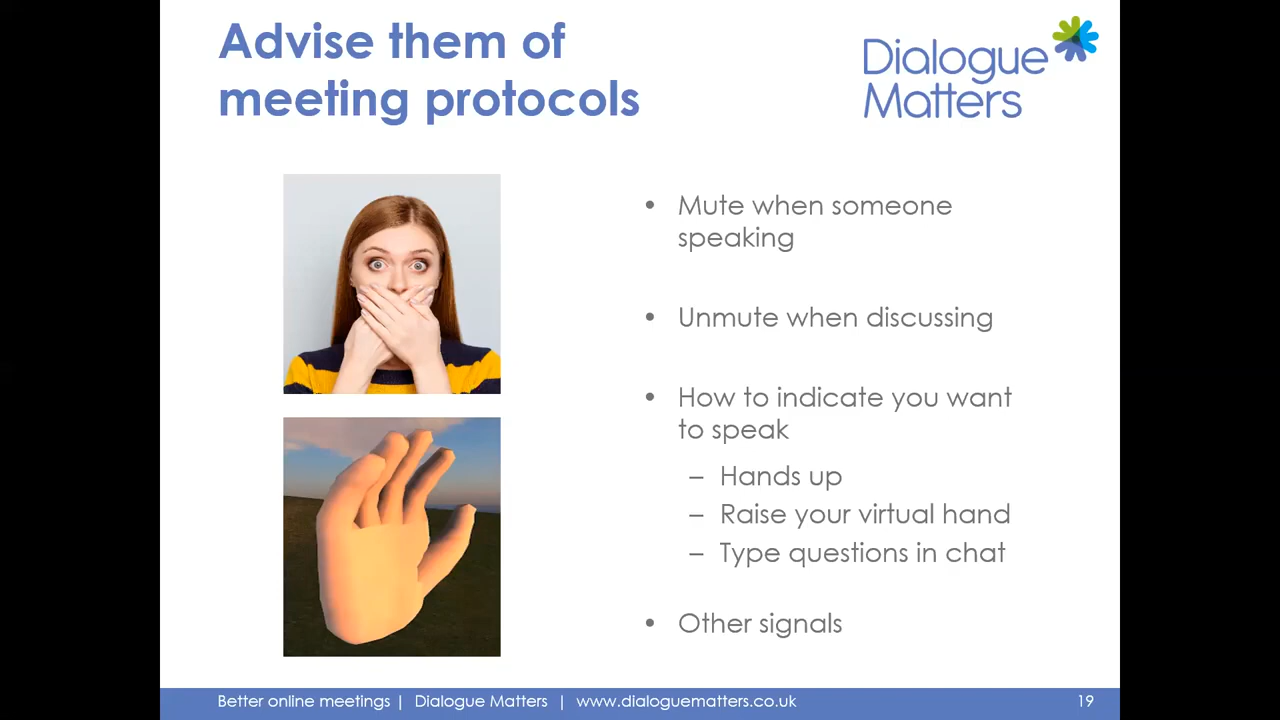 Advise them of
meeting protocols
Dialogue
Matters
• Mute when someone
speaking
• Unmute when discussing
• How to indicate you want
to speak
– Hands up
– Raise your virtual hand
– Type questions in chat
• Other signals
Better online meetings | Dialogue Matters | www.dialoguematters.co.uk 19